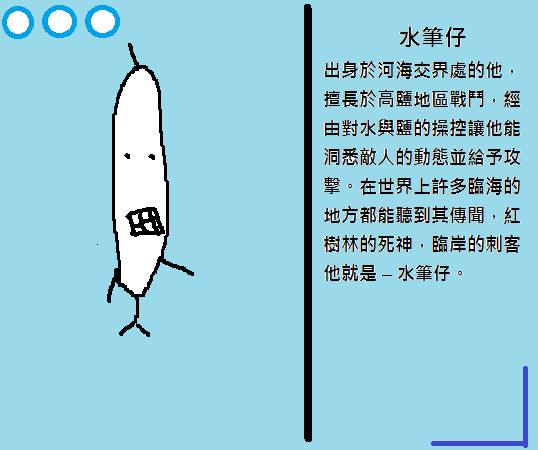 水筆仔
出身於河海交界處的他，
擅長於高鹽地區戰鬥，經
由對水與鹽的操控讓他能
洞悉敵人的動態並給予攻
擊。在世界上許多臨海的
地方都能聽到其傳聞，紅
樹林的死神，臨岸的刺客
他就是 – 水筆仔。